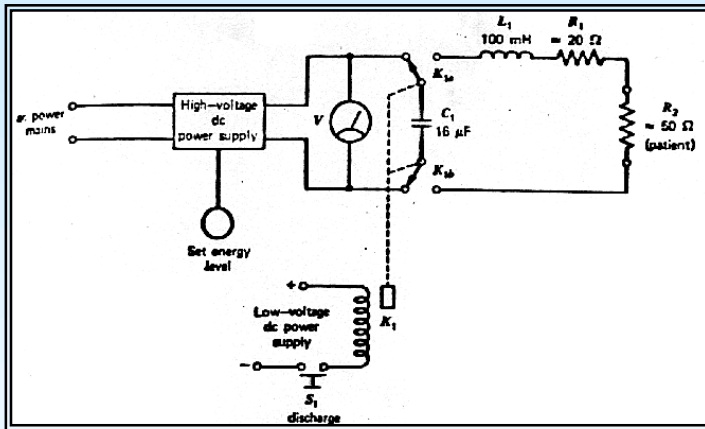 L₁
100 mH
R₁
≈ 20 Ω
K₁ₐ
ac power
mains
High–voltage
dc
power supply
V
C₁
16 μF
R₂
≈ 50 Ω
(patient)
K₁b
Set energy
level
+
Low–voltage
dc power
supply
K₁
–
S₁
discharge